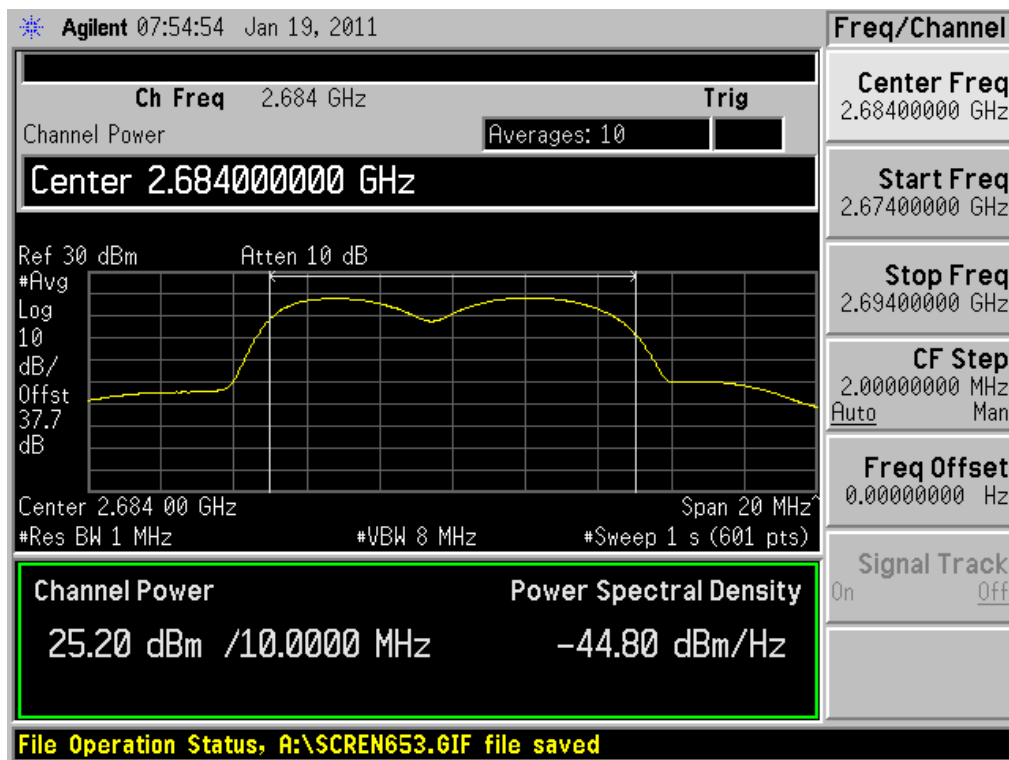 Agilent 07:54:54 Jan 19, 2011
Freq/Channel
Ch Freq 2.684 GHz Trig
Channel Power Averages: 10
Center 2.684000000 GHz
Ref 30 dBm Atten 10 dB
#Avg
Log
10
dB/
Offst
37.7
dB
Center 2.684 00 GHz Span 20 MHz^
#Res BW 1 MHz #VBW 8 MHz #Sweep 1 s (601 pts)
Channel Power Power Spectral Density
25.20 dBm /10.0000 MHz -44.80 dBm/Hz
File Operation Status, A:\SCREN653.GIF file saved
Center Freq
2.68400000 GHz
Start Freq
2.67400000 GHz
Stop Freq
2.69400000 GHz
CF Step
2.00000000 MHz
Auto Man
Freq Offset
0.00000000 Hz
Signal Track
On Off